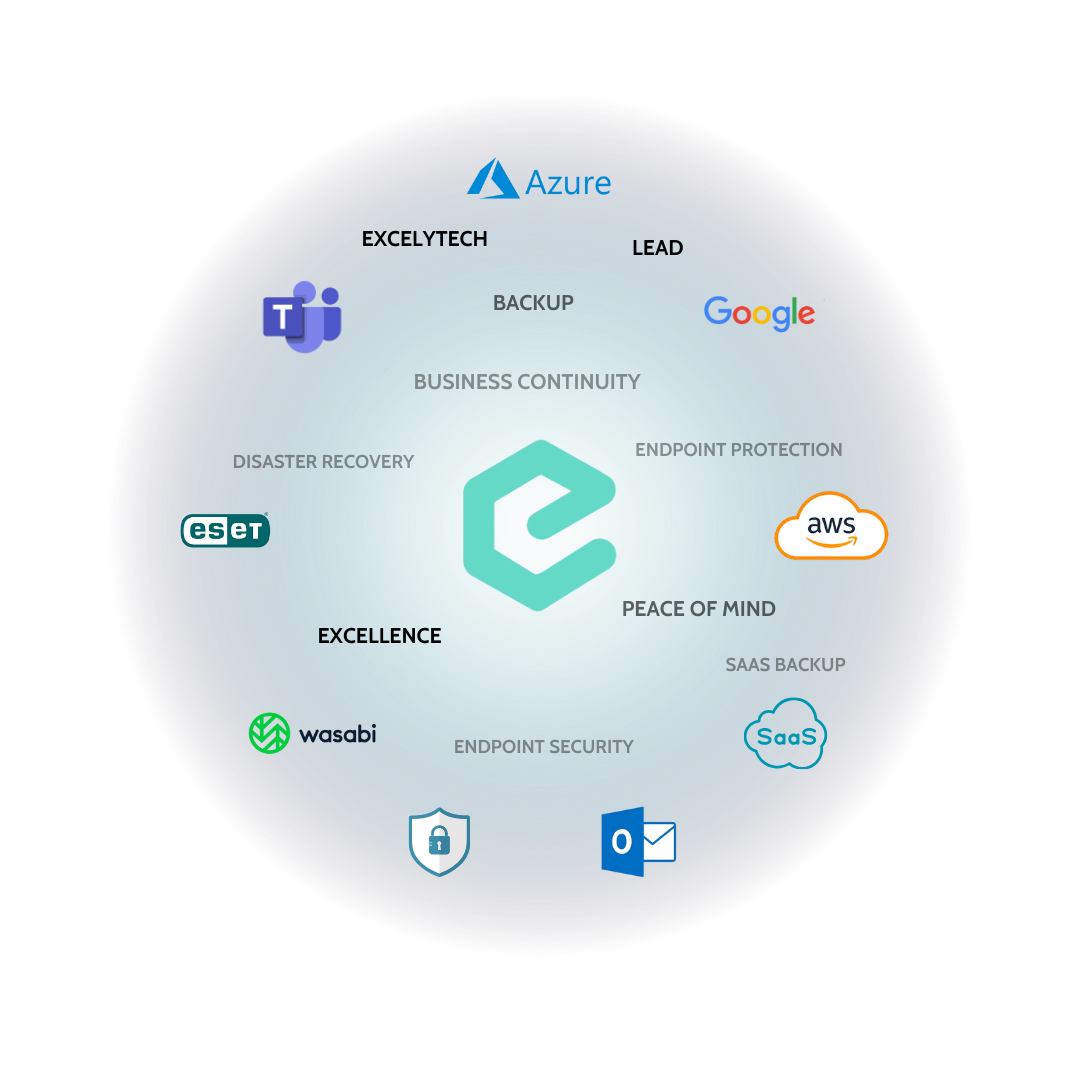 Azure
EXCELYTECH
LEAD
BACKUP
T
Google
BUSINESS CONTINUITY
DISASTER RECOVERY
ENDPOINT PROTECTION
eseT
aws
PEACE OF MIND
EXCELLENCE
SAAS BACKUP
wasabi
SaaS
ENDPOINT SECURITY
O